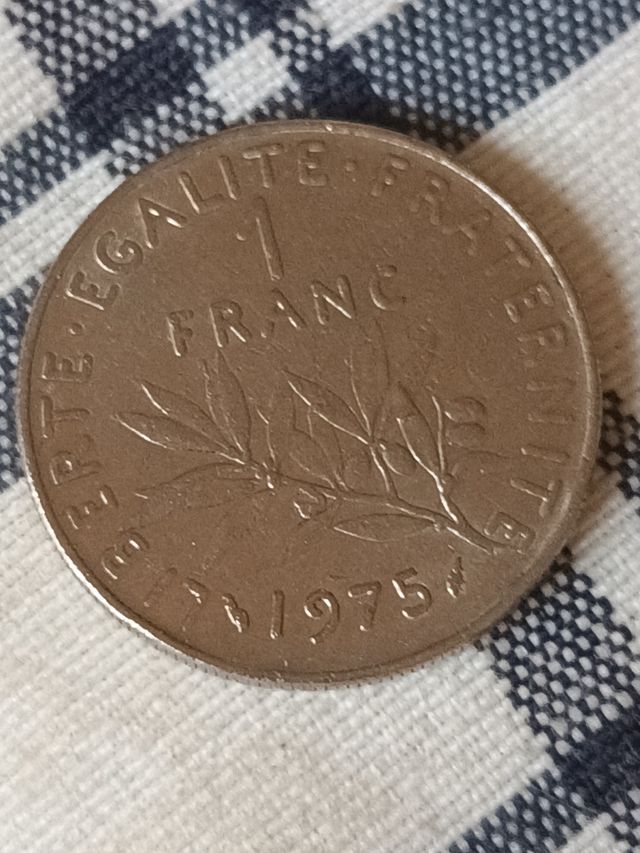 LIBERTE · EGALITE · FRATERNITE
1
FRANC
1975